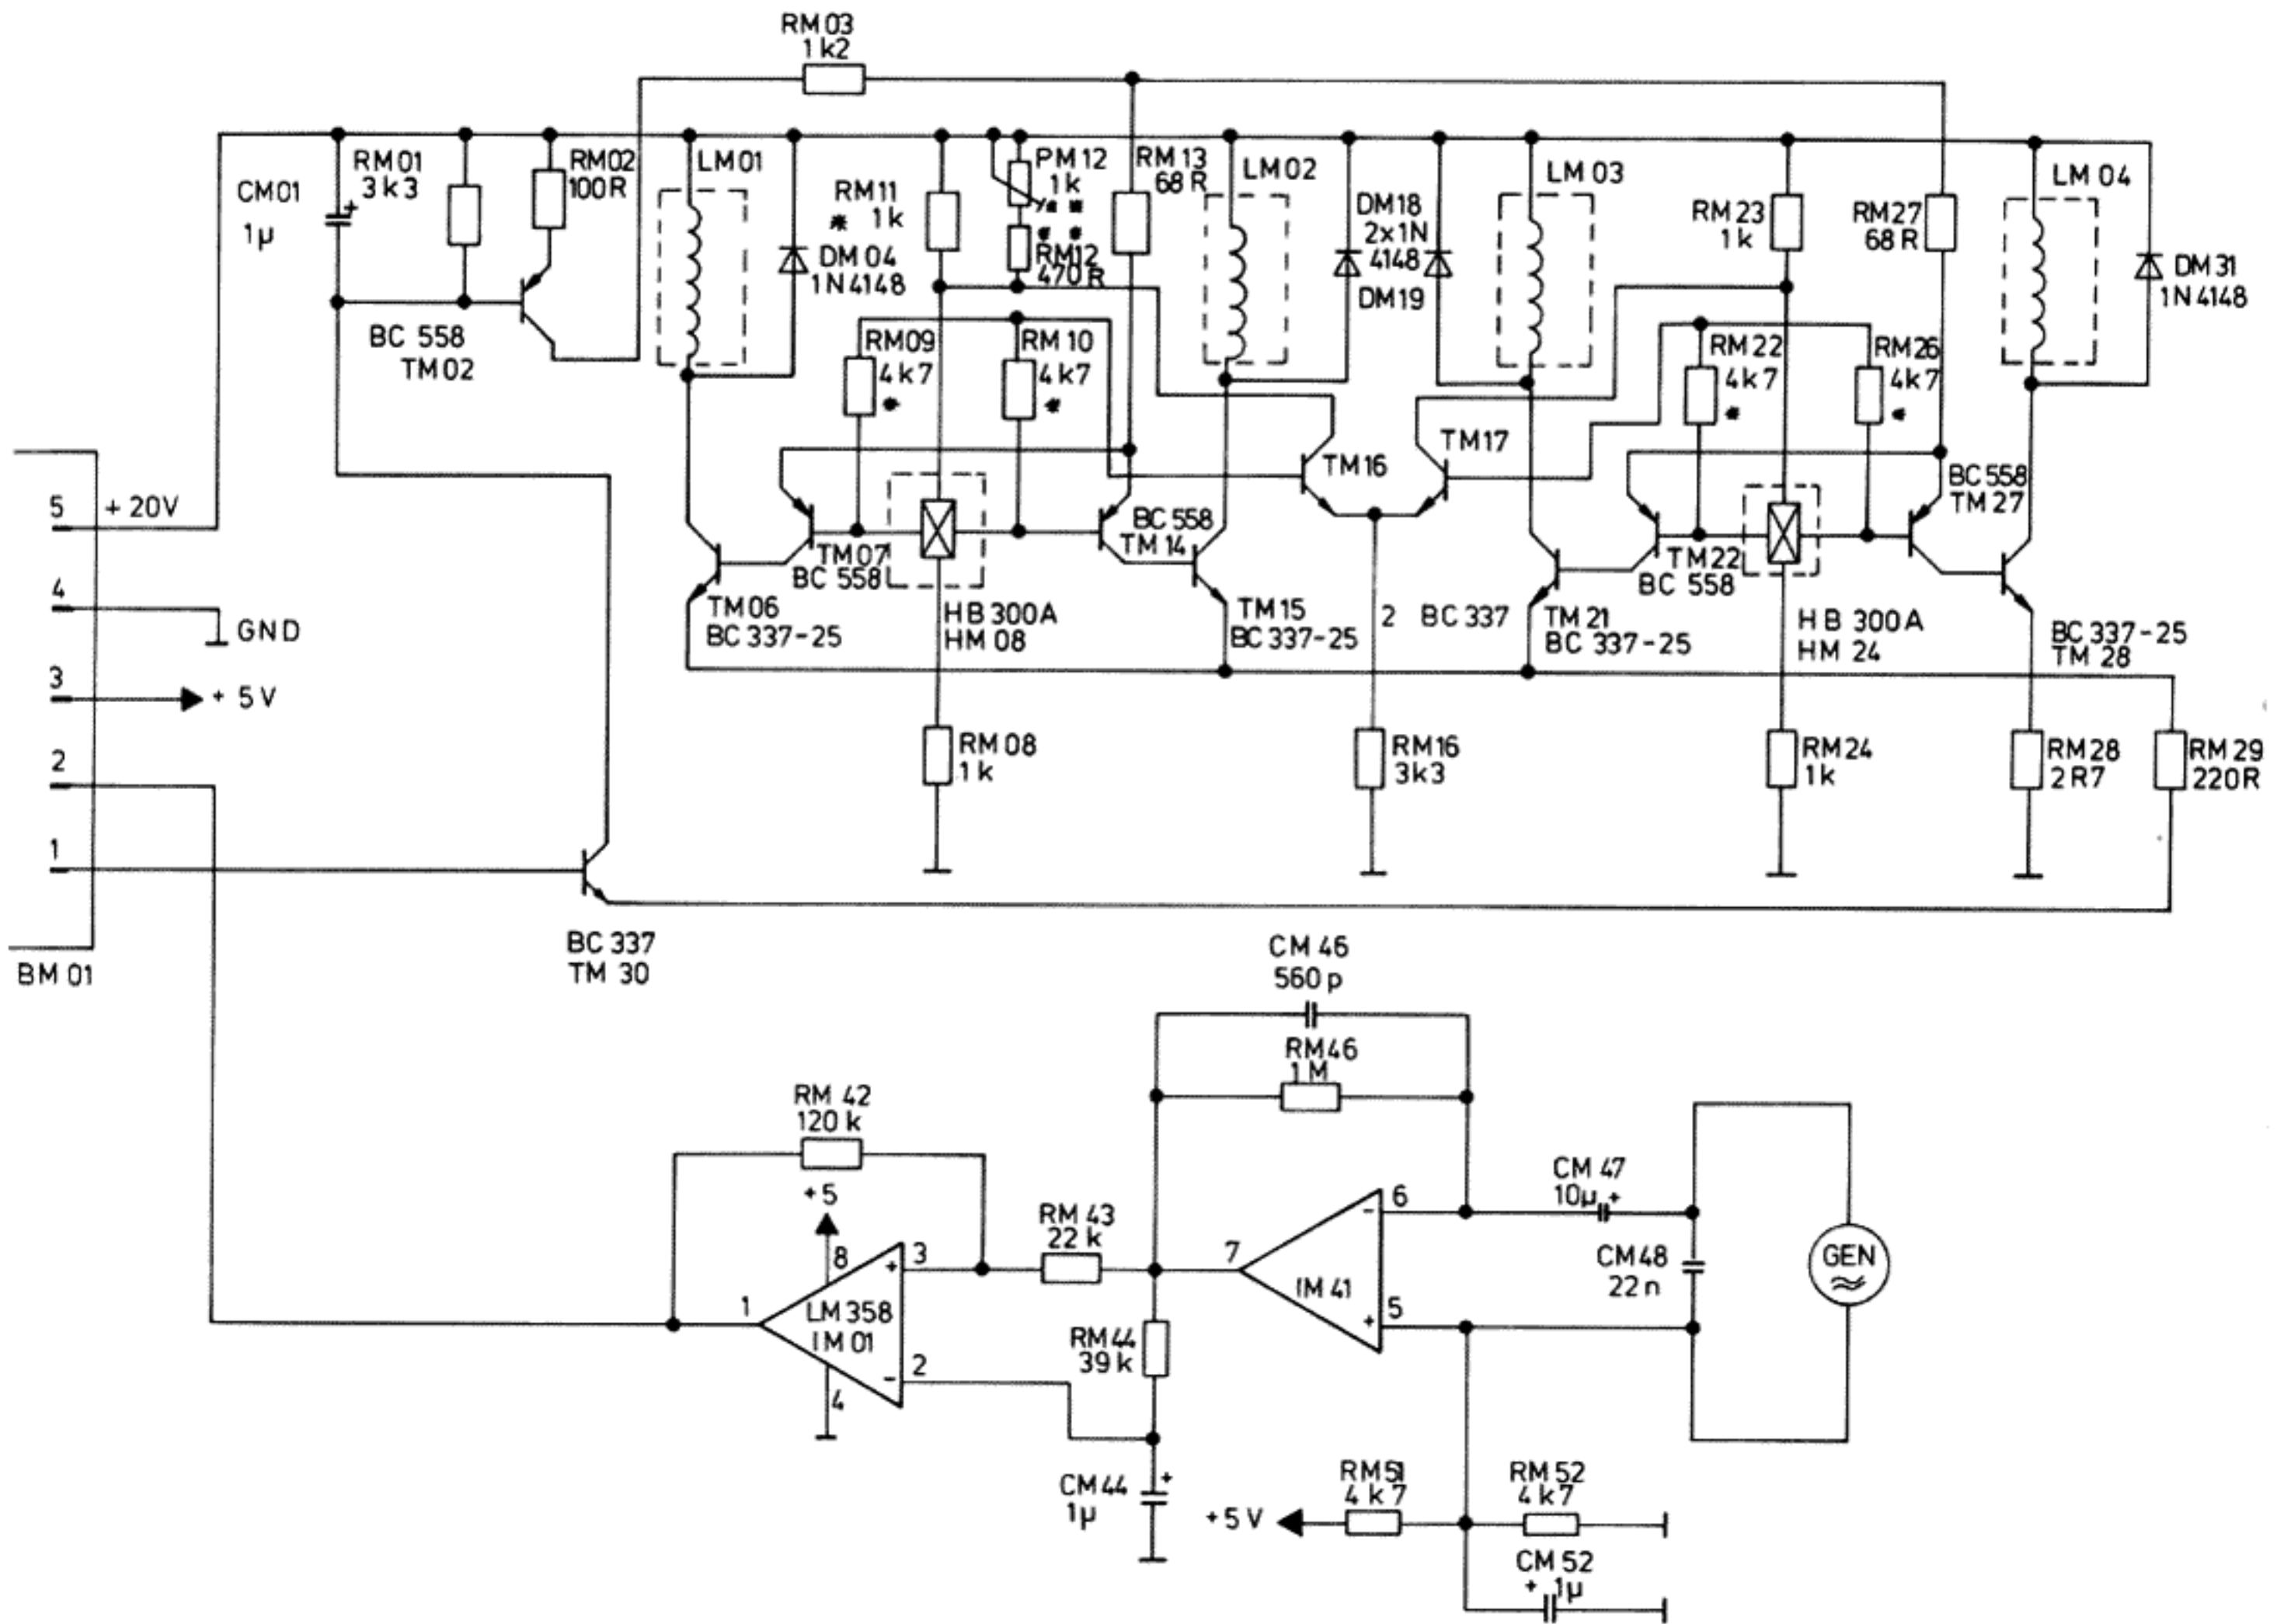 RM 03
1 k2
RM 01
3 k 3
RM 02
100 R
CM 01
+
1 µ
BC 558
TM 02
LM 01
DM 04
1N 4148
RM 11
* 1k
PM 12
1 k
* *
* *
RM 12
470 R
RM 13
68 R
LM 02
DM 18
2x1N
4148
DM 19
LM 03
RM 23
1 k
RM 27
68 R
LM 04
DM 31
1N 4148
RM 09
4 k 7
*
RM 10
4 k 7
*
TM 16
TM 17
RM 22
4 k 7
*
RM 26
4 k 7
*
TM 07
BC 558
BC 558
TM 14
TM 22
BC 558
BC 558
TM 27
TM 06
BC 337-25
HB 300 A
HM 08
TM 15
BC 337-25
2 BC 337
TM 21
BC 337-25
HB 300 A
HM 24
BC 337-25
TM 28
RM 08
1 k
RM 16
3 k 3
RM 24
1 k
RM 28
2 R 7
RM 29
220 R
5 + 20V
4 GND
3 + 5 V
2
1
BM 01
BC 337
TM 30
CM 46
560 p
RM 46
1 M
RM 42
120 k
+ 5
8
3
+
LM 358
IM 01
1
2
-
4
RM 43
22 k
RM 44
39 k
CM 44
+
1 µ
7
IM 41
6
-
5
+
CM 47
10 µ +
CM 48
22 n
GEN
+ 5 V
RM 51
4 k 7
RM 52
4 k 7
CM 52
+ 1 µ